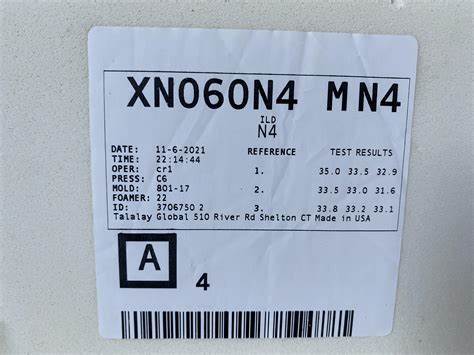 XN060N4 M N4
ILD
N4
DATE: 11-6-2021 REFERENCE TEST RESULTS
TIME: 22:14:44
OPER: cr1 1. 35.0 33.5 32.9
PRESS: C6
MOLD: 801-17 2. 33.5 33.0 31.6
FOAMER: 22
ID: 3706750 2 3. 33.8 33.2 33.1
Talalay Global 510 River Rd Shelton CT Made in USA
A
4